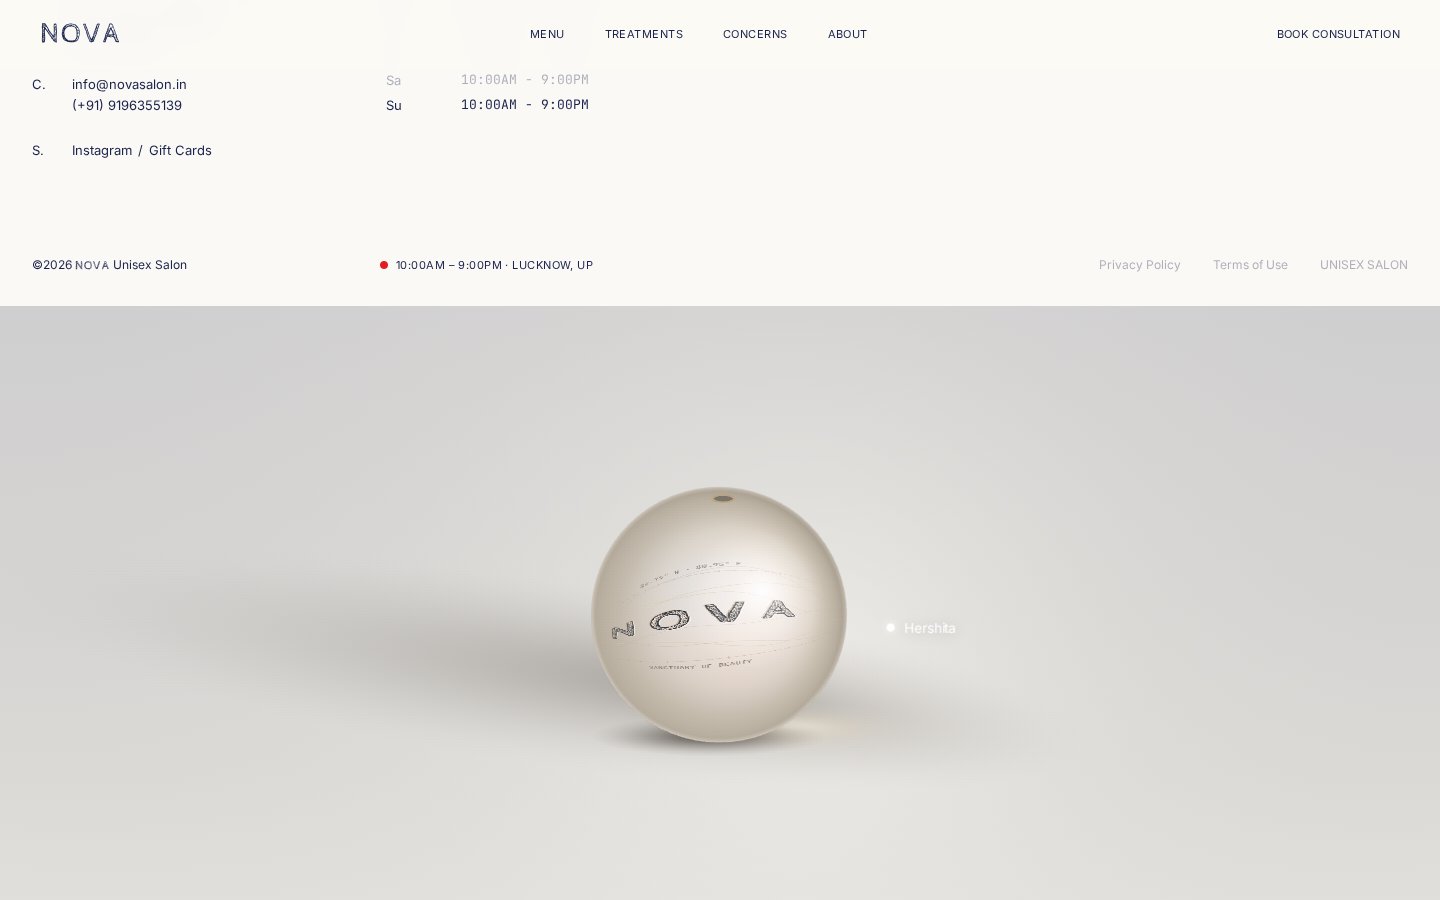 NOVA
MENU TREATMENTS CONCERNS ABOUT
BOOK CONSULTATION
C. info@novasalon.in
(+91) 9196355139
Sa 10:00AM - 9:00PM
Su 10:00AM - 9:00PM
S. Instagram / Gift Cards
©2026 NOVA Unisex Salon
10:00AM – 9:00PM · LUCKNOW, UP
Privacy Policy Terms of Use UNISEX SALON
NOVA
SANCTUARY OF BEAUTY
Hershita